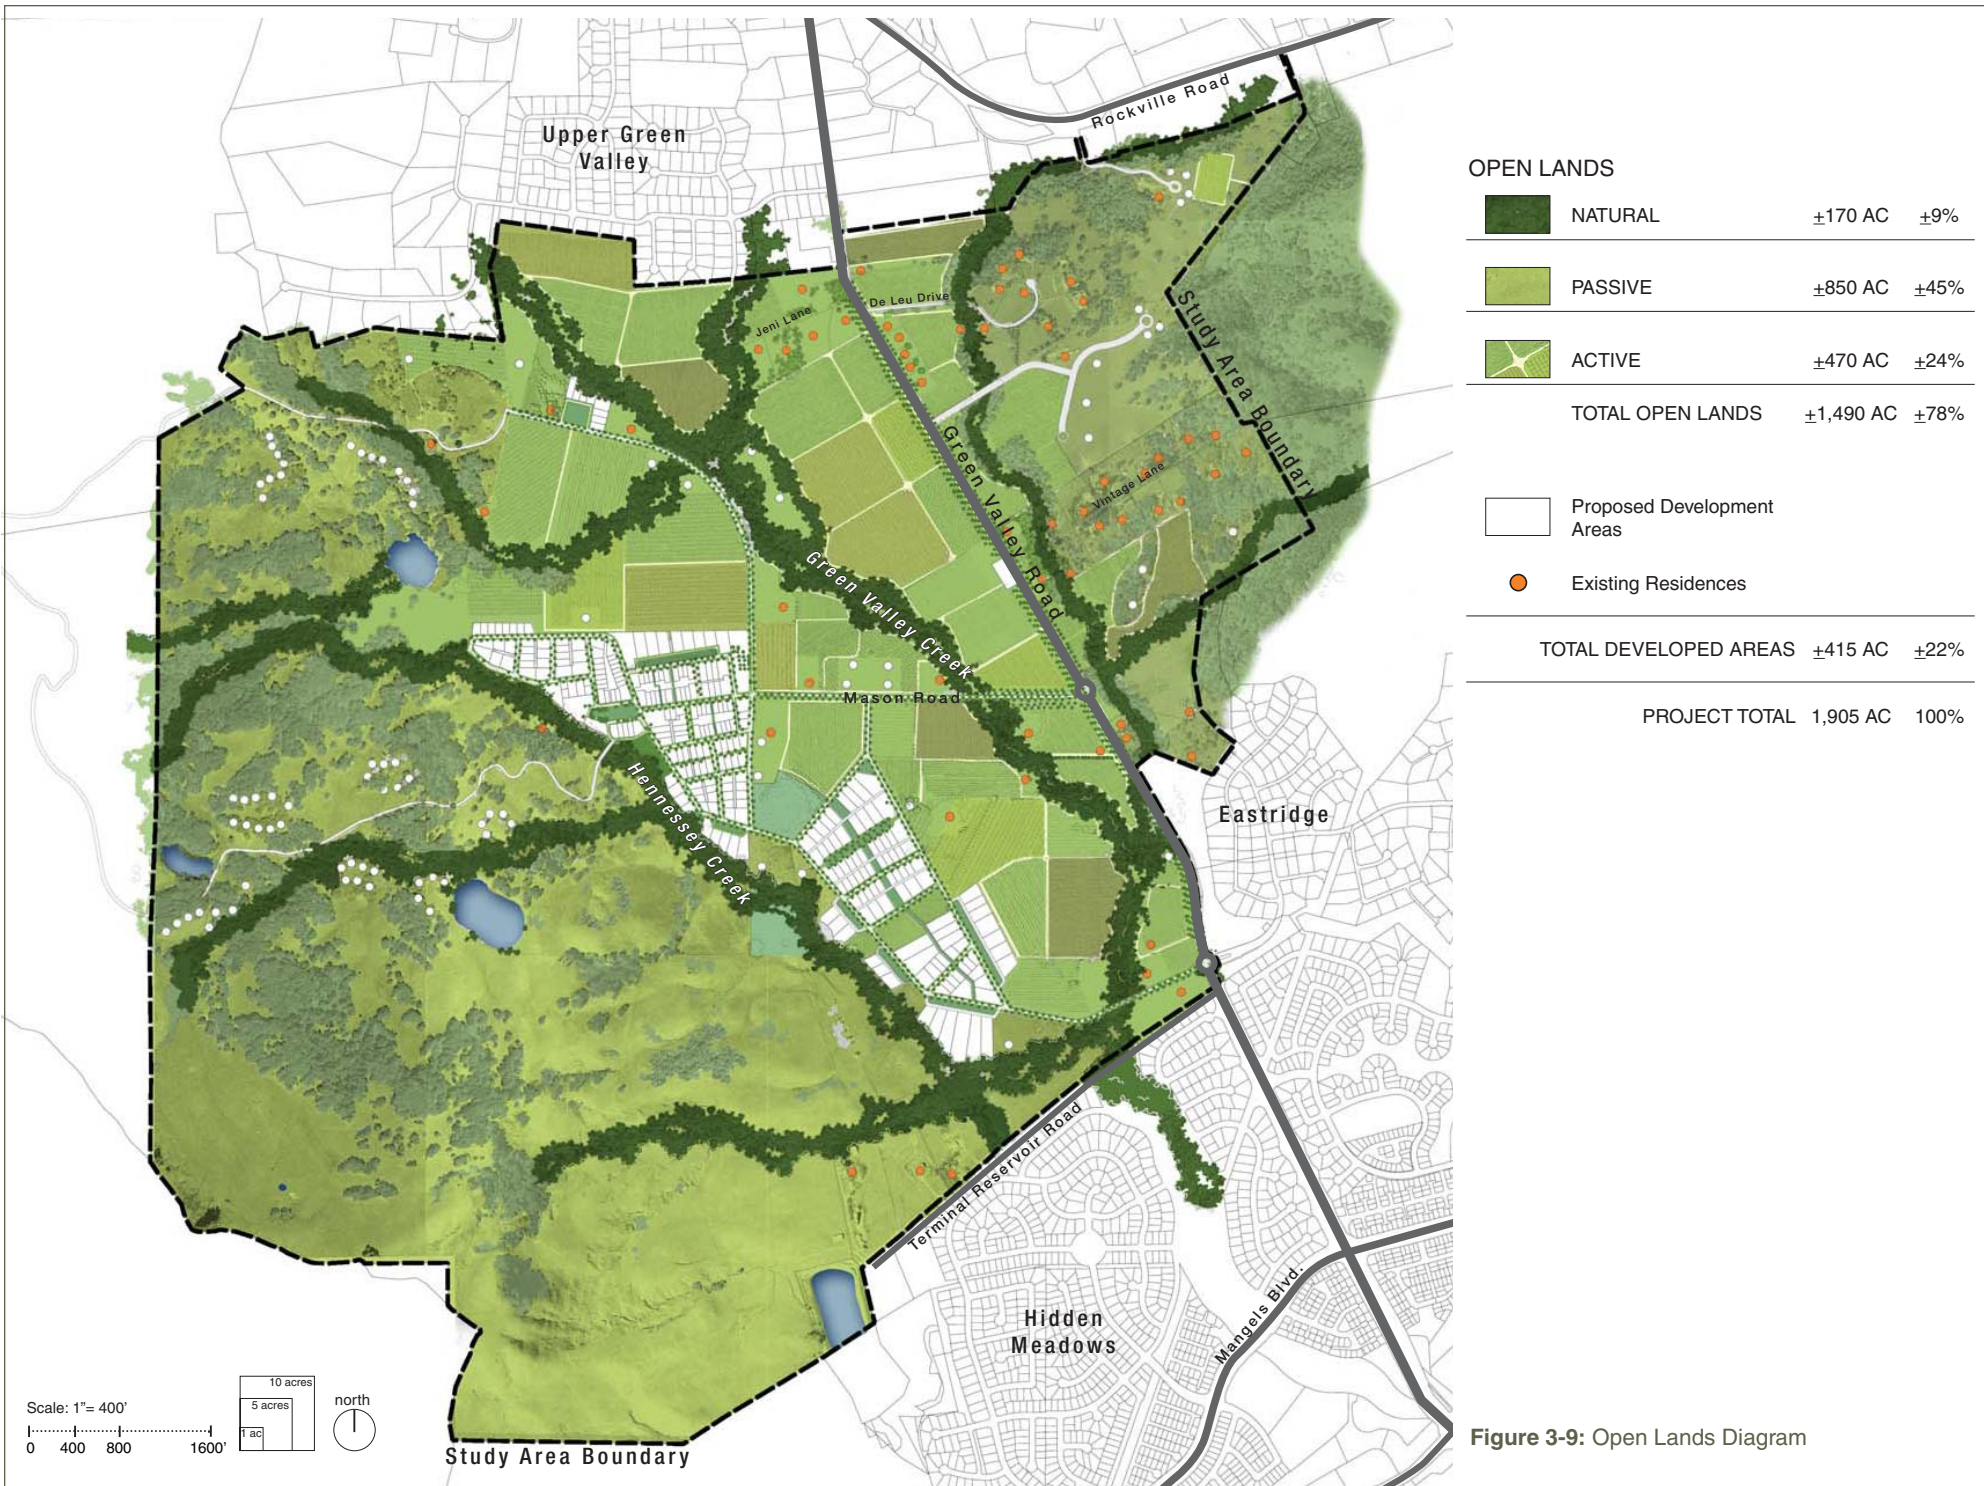 Rockville Road
Upper Green
Valley
De Leu Drive
Jeni Lane
Study Area Boundary
Green Valley Road
Vintage Lane
Green Valley Creek
Mason Road
Hennessey Creek
Eastridge
Terminal Reservoir Road
Hidden
Meadows
Mangels Blvd.
Study Area Boundary
Scale: 1"= 400'
0 400 800 1600'
10 acres
5 acres
1 ac
north
OPEN LANDS
NATURAL ±170 AC ±9%
PASSIVE ±850 AC ±45%
ACTIVE ±470 AC ±24%
TOTAL OPEN LANDS ±1,490 AC ±78%
Proposed Development
Areas
Existing Residences
TOTAL DEVELOPED AREAS ±415 AC ±22%
PROJECT TOTAL 1,905 AC 100%
Figure 3-9: Open Lands Diagram